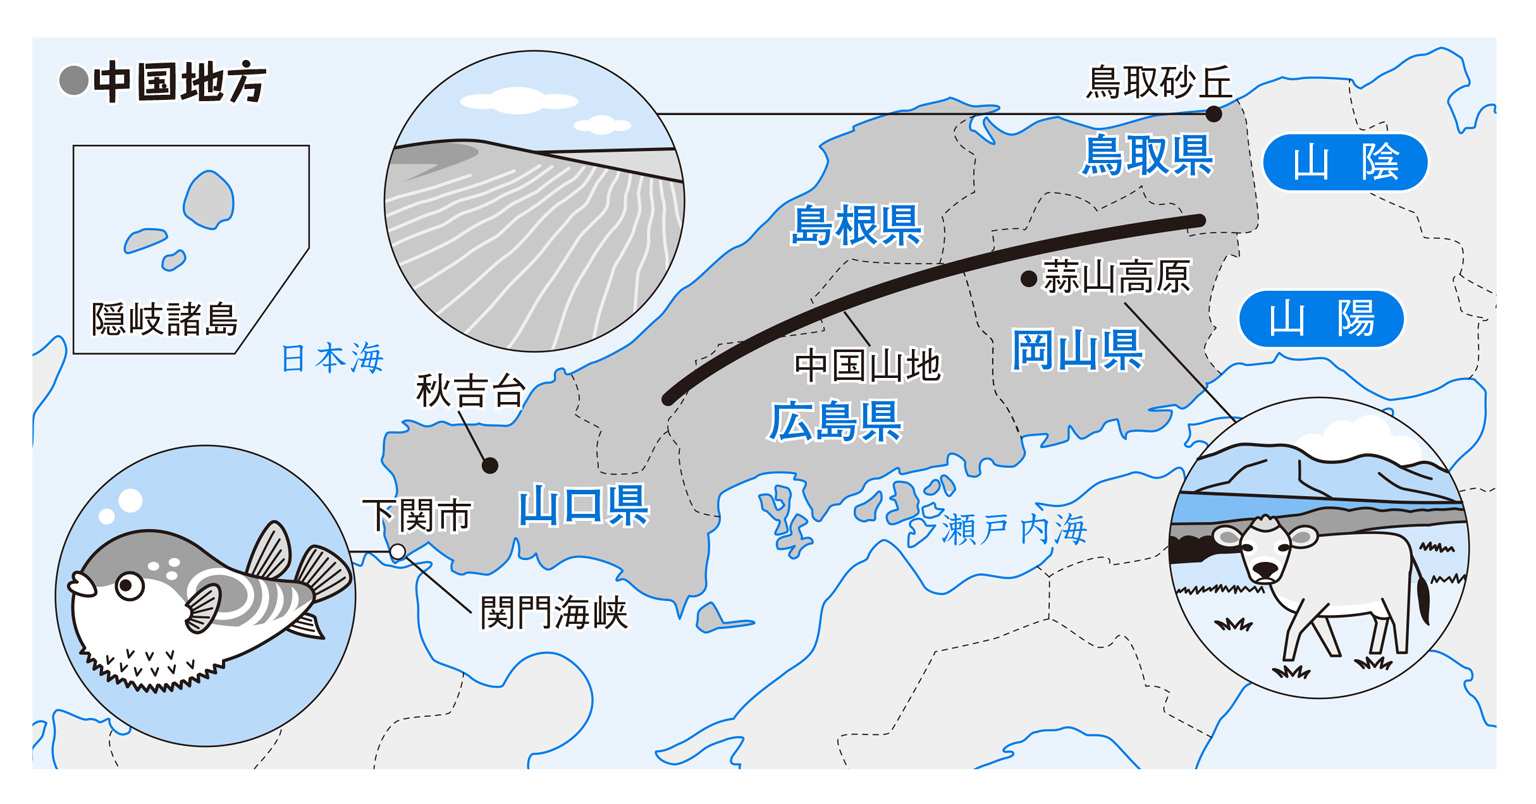 中国地方
鳥取砂丘
鳥取県
山陰
島根県
蒜山高原
隠岐諸島
山陽
日本海
岡山県
中国山地
秋吉台
広島県
下関市
山口県
瀬戸内海
関門海峡